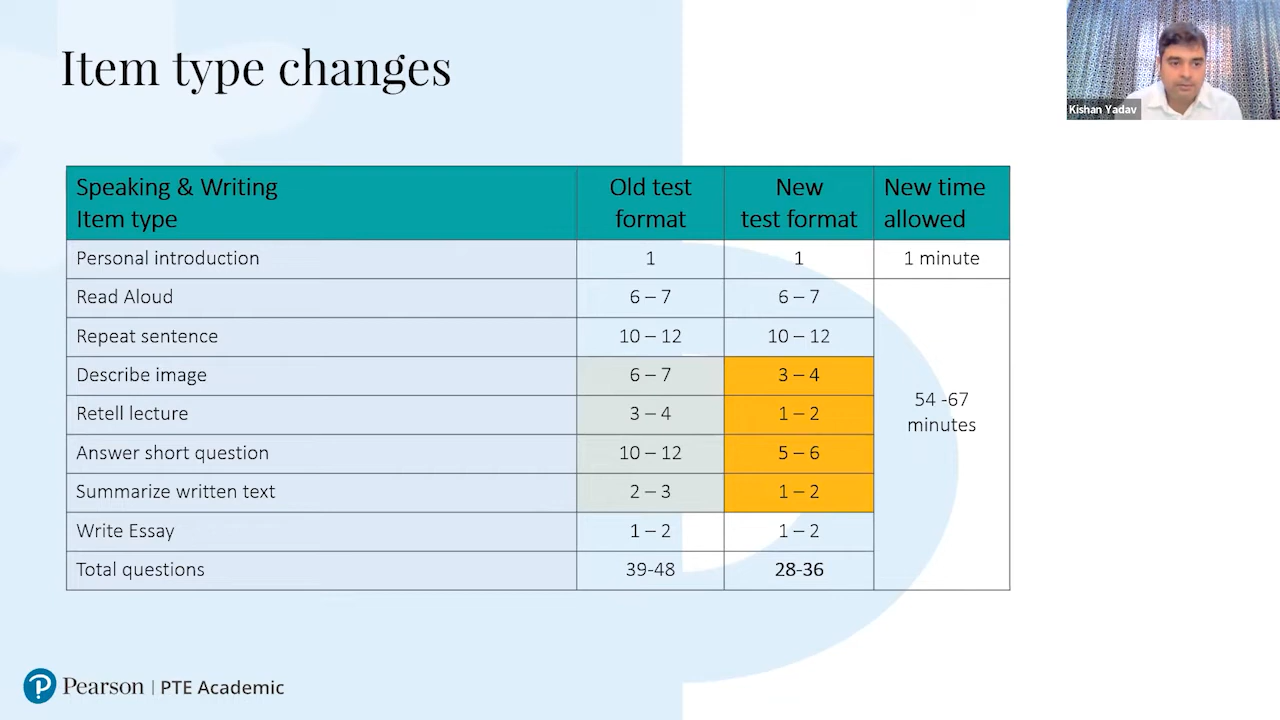 Item type changes
Kishan Yadav
Speaking & Writing
Item type
Old test
format
New
test format
New time
allowed
Personal introduction 1 1 1 minute
Read Aloud 6 – 7 6 – 7
Repeat sentence 10 – 12 10 – 12
Describe image 6 – 7 3 – 4
Retell lecture 3 – 4 1 – 2
54 -67
minutes
Answer short question 10 – 12 5 – 6
Summarize written text 2 – 3 1 – 2
Write Essay 1 – 2 1 – 2
Total questions 39-48 28-36
Pearson | PTE Academic